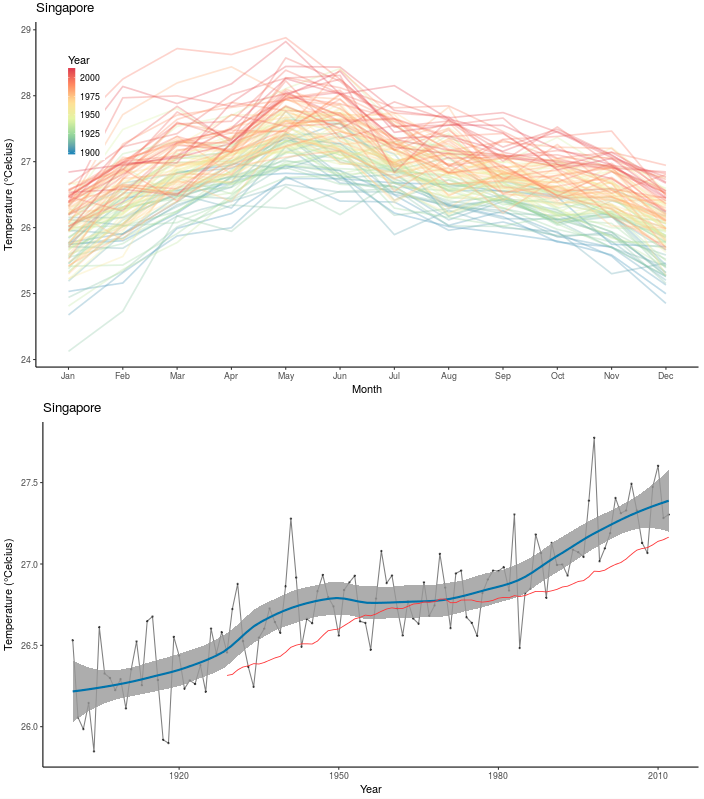 Singapore
29
28
27
26
25
24
Temperature (°Celcius)
Year
2000
1975
1950
1925
1900
Jan Feb Mar Apr May Jun Jul Aug Sep Oct Nov Dec
Month
Singapore
27.5
27.0
26.5
26.0
Temperature (°Celcius)
1920 1950 1980 2010
Year